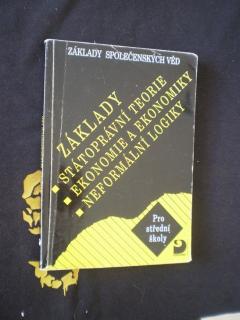 ZÁKLADY SPOLEČENSKÝCH VĚD
ZÁKLADY
STÁTOPRÁVNÍ TEORIE
EKONOMIE A EKONOMIKY
NEFORMÁLNÍ LOGIKY
Pro
střední
školy